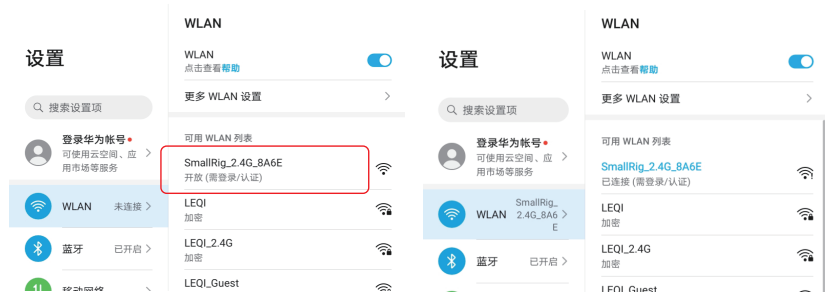 设置
搜索设置项
登录华为帐号
可使用云空间、应
用市场等服务
WLAN 未连接
蓝牙 已开启
WLAN
WLAN
点击查看帮助
更多 WLAN 设置
可用 WLAN 列表
SmallRig_2.4G_8A6E
开放 (需登录/认证)
LEQI
加密
LEQI_2.4G
加密
LEQI_Guest
设置
搜索设置项
登录华为帐号
可使用云空间、应
用市场等服务
WLAN
SmallRig_
2.4G_8A6
E
蓝牙 已开启
WLAN
WLAN
点击查看帮助
更多 WLAN 设置
可用 WLAN 列表
SmallRig_2.4G_8A6E
已连接 (需登录/认证)
LEQI
加密
LEQI_2.4G
加密
LEQI_Guest